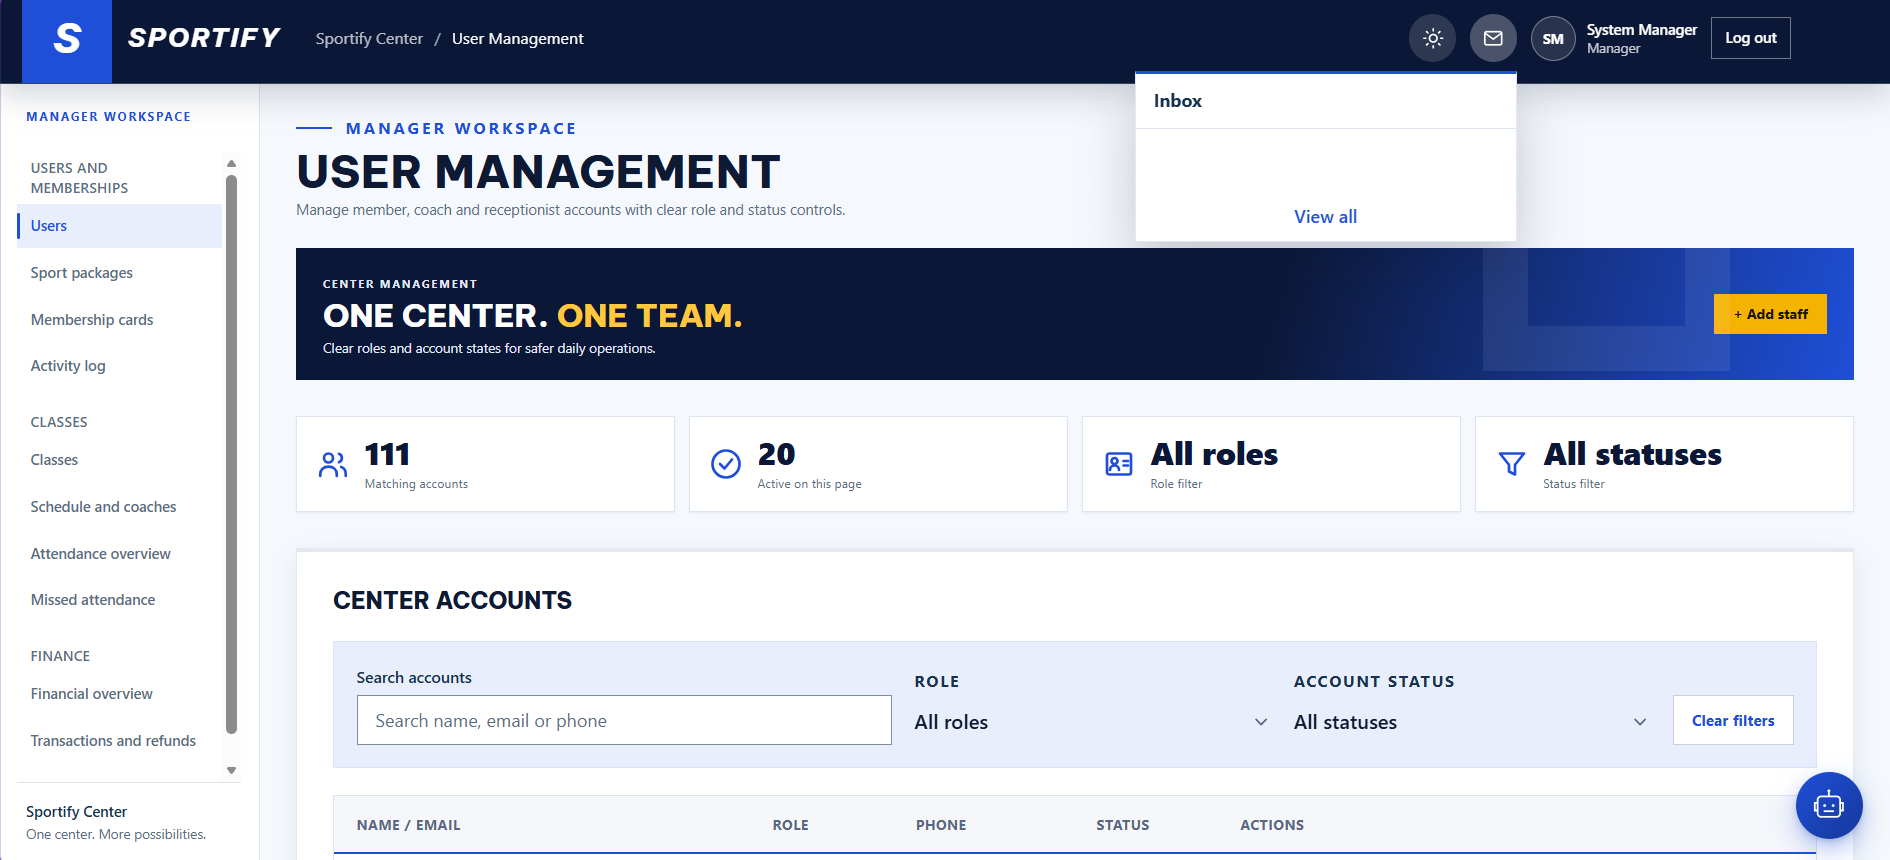 S
SPORTIFY
Sportify Center / User Management
SM
System Manager
Manager
Log out
Inbox
View all
MANAGER WORKSPACE
USERS AND
MEMBERSHIPS
Users
Sport packages
Membership cards
Activity log
CLASSES
Classes
Schedule and coaches
Attendance overview
Missed attendance
FINANCE
Financial overview
Transactions and refunds
Sportify Center
One center. More possibilities.
MANAGER WORKSPACE
USER MANAGEMENT
Manage member, coach and receptionist accounts with clear role and status controls.
CENTER MANAGEMENT
ONE CENTER. ONE TEAM.
Clear roles and account states for safer daily operations.
+ Add staff
111
Matching accounts
20
Active on this page
All roles
Role filter
All statuses
Status filter
CENTER ACCOUNTS
Search accounts
Search name, email or phone
ROLE
All roles
ACCOUNT STATUS
All statuses
Clear filters
NAME / EMAIL ROLE PHONE STATUS ACTIONS